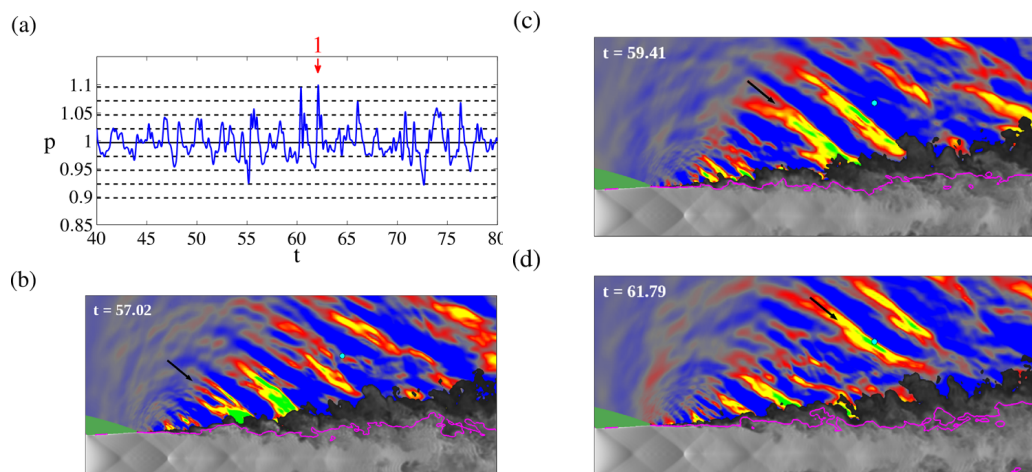 (a)
1
1.1
1.05
p 1
0.95
0.9
0.85
40 45 50 55 60 65 70 75 80
t
(b)
t = 57.02
(c)
t = 59.41
(d)
t = 61.79